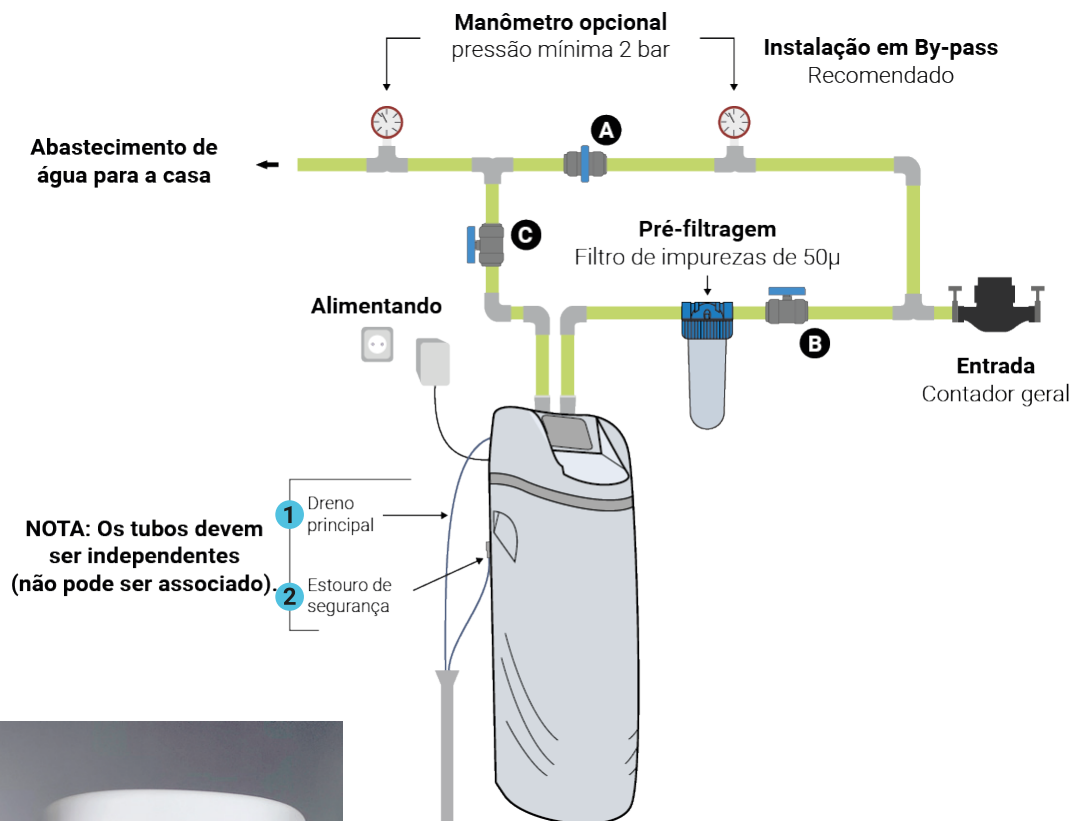 Manômetro opcional
pressão mínima 2 bar
Instalação em By-pass
Recomendado
A
Abastecimento de
água para a casa
C
Pré-filtragem
Filtro de impurezas de 50µ
Alimentando
B
Entrada
Contador geral
1
Dreno
principal
NOTA: Os tubos devem
ser independentes
(não pode ser associado).
2
Estouro de
segurança